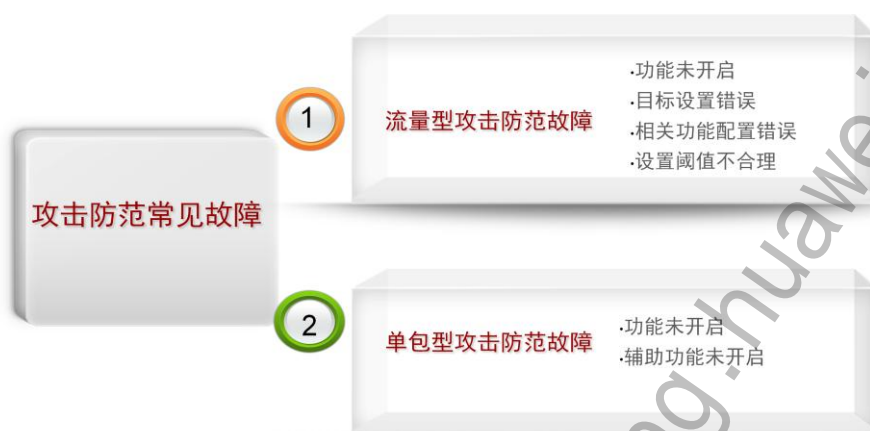 攻击防范常见故障
1
流量型攻击防范故障
·功能未开启
·目标设置错误
·相关功能配置错误
·设置阈值不合理
2
单包型攻击防范故障
·功能未开启
·辅助功能未开启
ng.huawe